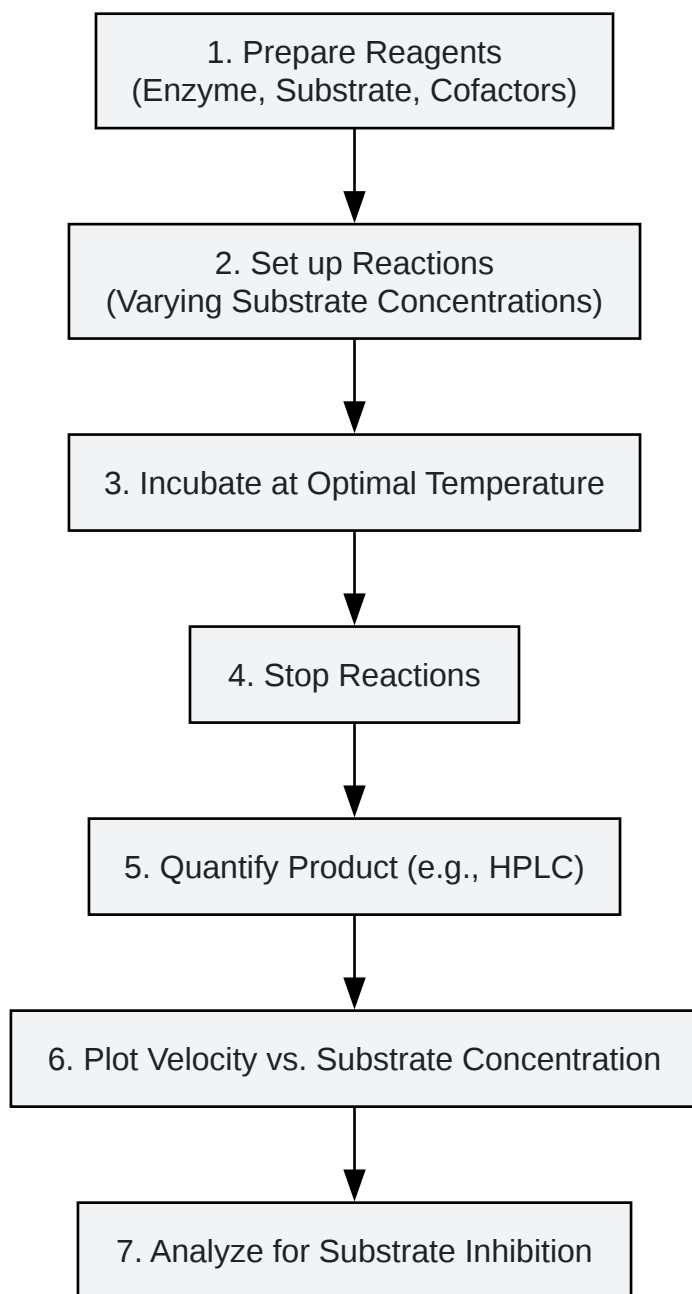 1. Prepare Reagents
(Enzyme, Substrate, Cofactors)
2. Set up Reactions
(Varying Substrate Concentrations)
3. Incubate at Optimal Temperature
4. Stop Reactions
5. Quantify Product (e.g., HPLC)
6. Plot Velocity vs. Substrate Concentration
7. Analyze for Substrate Inhibition